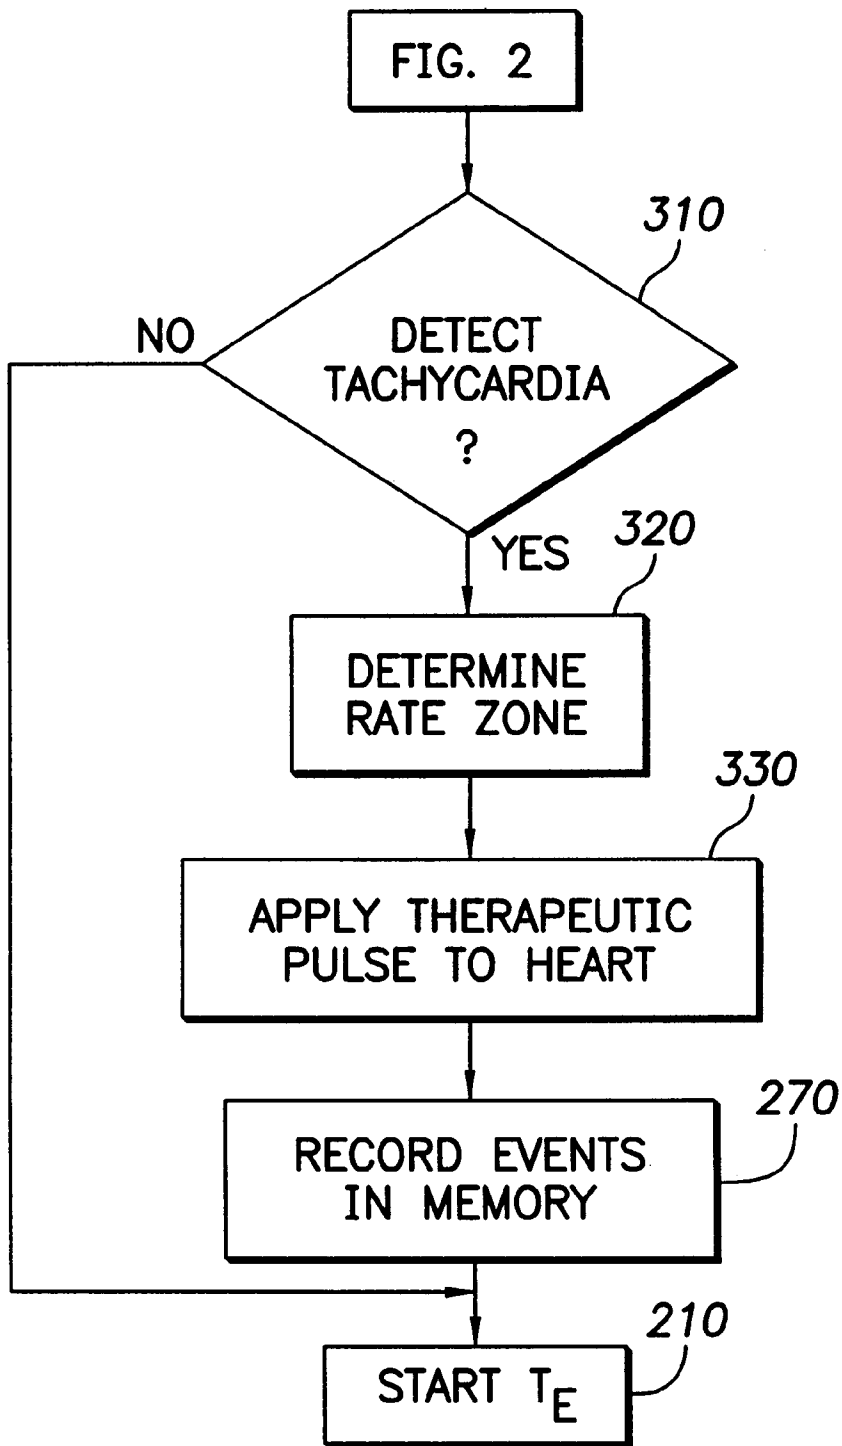 FIG. 2
310
NO
DETECT
TACHYCARDIA
?
YES
320
DETERMINE
RATE ZONE
330
APPLY THERAPEUTIC
PULSE TO HEART
270
RECORD EVENTS
IN MEMORY
210
START TE